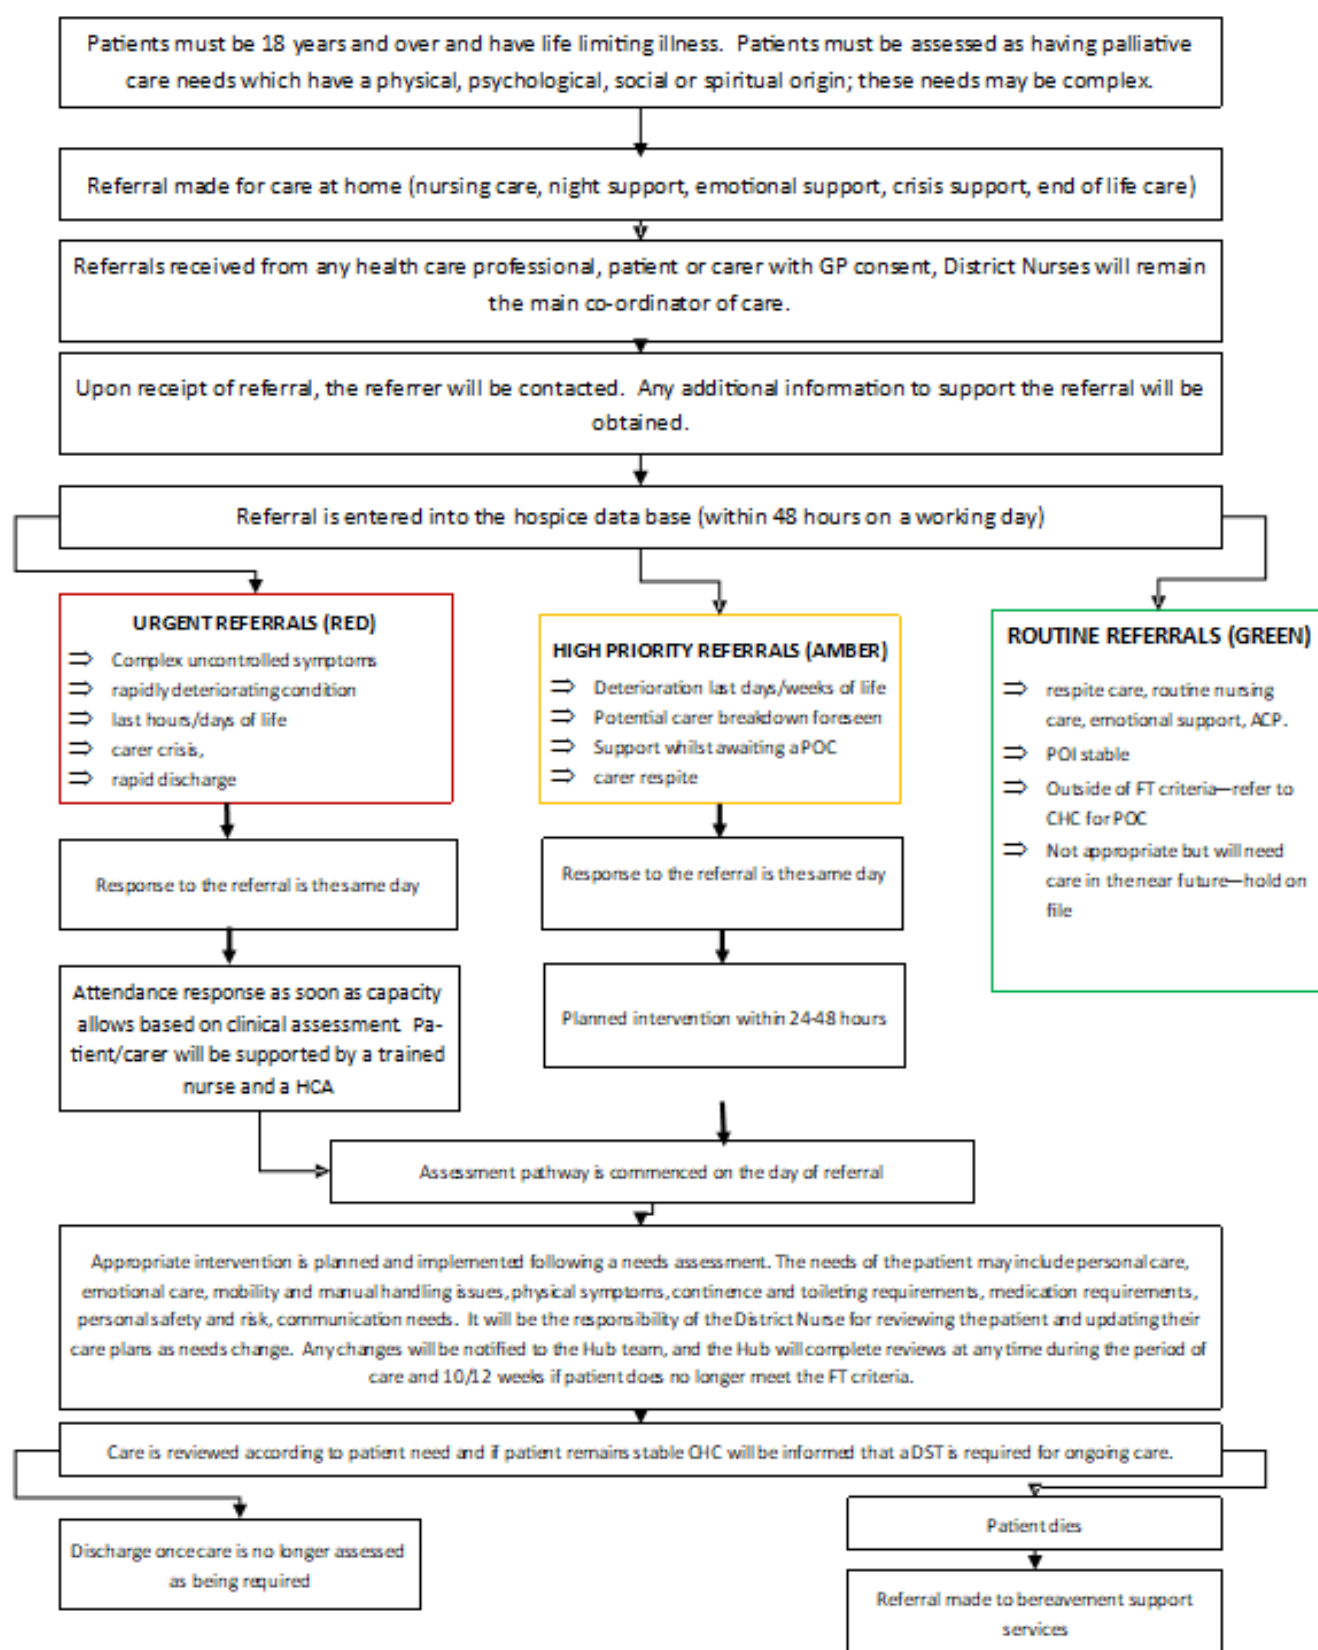 Patients must be 18 years and over and have life limiting illness.  Patients must be assessed as having palliative
care needs which have a physical, psychological, social or spiritual origin; these needs may be complex.
Referral made for care at home (nursing care, night support, emotional support, crisis support, end of life care)
Referrals received from any health care professional, patient or carer with GP consent, District Nurses will remain
the main co-ordinator of care.
Upon receipt of referral, the referrer will be contacted.  Any additional information to support the referral will be
obtained.
Referral is entered into the hospice data base (within 48 hours on a working day)
URGENT REFERRALS (RED)
⇒ Complex uncontrolled symptoms
⇒ rapidly deteriorating condition
⇒ last hours/days of life
⇒ carer crisis,
⇒ rapid discharge
Response to the referral is the same day
Attendance response as soon as capacity
allows based on clinical assessment  Pa-
tient/carer will be supported by a trained
nurse and a HCA
HIGH PRIORITY REFERRALS (AMBER)
⇒ Deterioration last days/weeks of life
⇒ Potential carer breakdown foreseen
⇒ Support whilst awaiting a POC
⇒ carer respite
Response to the referral is the same day
Planned intervention within 24-48 hours
ROUTINE REFERRALS (GREEN)
⇒ respite care, routine nursing
care, emotional support, ACP.
⇒ POI stable
⇒ Outside of FT criteria—refer to
CHC for POC
⇒ Not appropriate but will need
care in the near future—hold on
file
Assessment pathway is commenced on the day of referral
Appropriate intervention is planned and implemented following a needs assessment. The needs of the patient may include personal care,
emotional care, mobility and manual handling issues, physical symptoms, continence and toileting requirements, medication requirements,
personal safety and risk, communication needs.  It will be the responsibility of the District Nurse for reviewing the patient and updating their
care plans as needs change.  Any changes will be notified to the Hub team, and the Hub will complete reviews at any time during the period of
care and 10/12 weeks if patient does no longer meet the FT criteria.
Care is reviewed according to patient need and if patient remains stable CHC will be informed that a DST is required for ongoing care.
Discharge once care is no longer assessed
as being required
Patient dies
Referral made to bereavement support
services